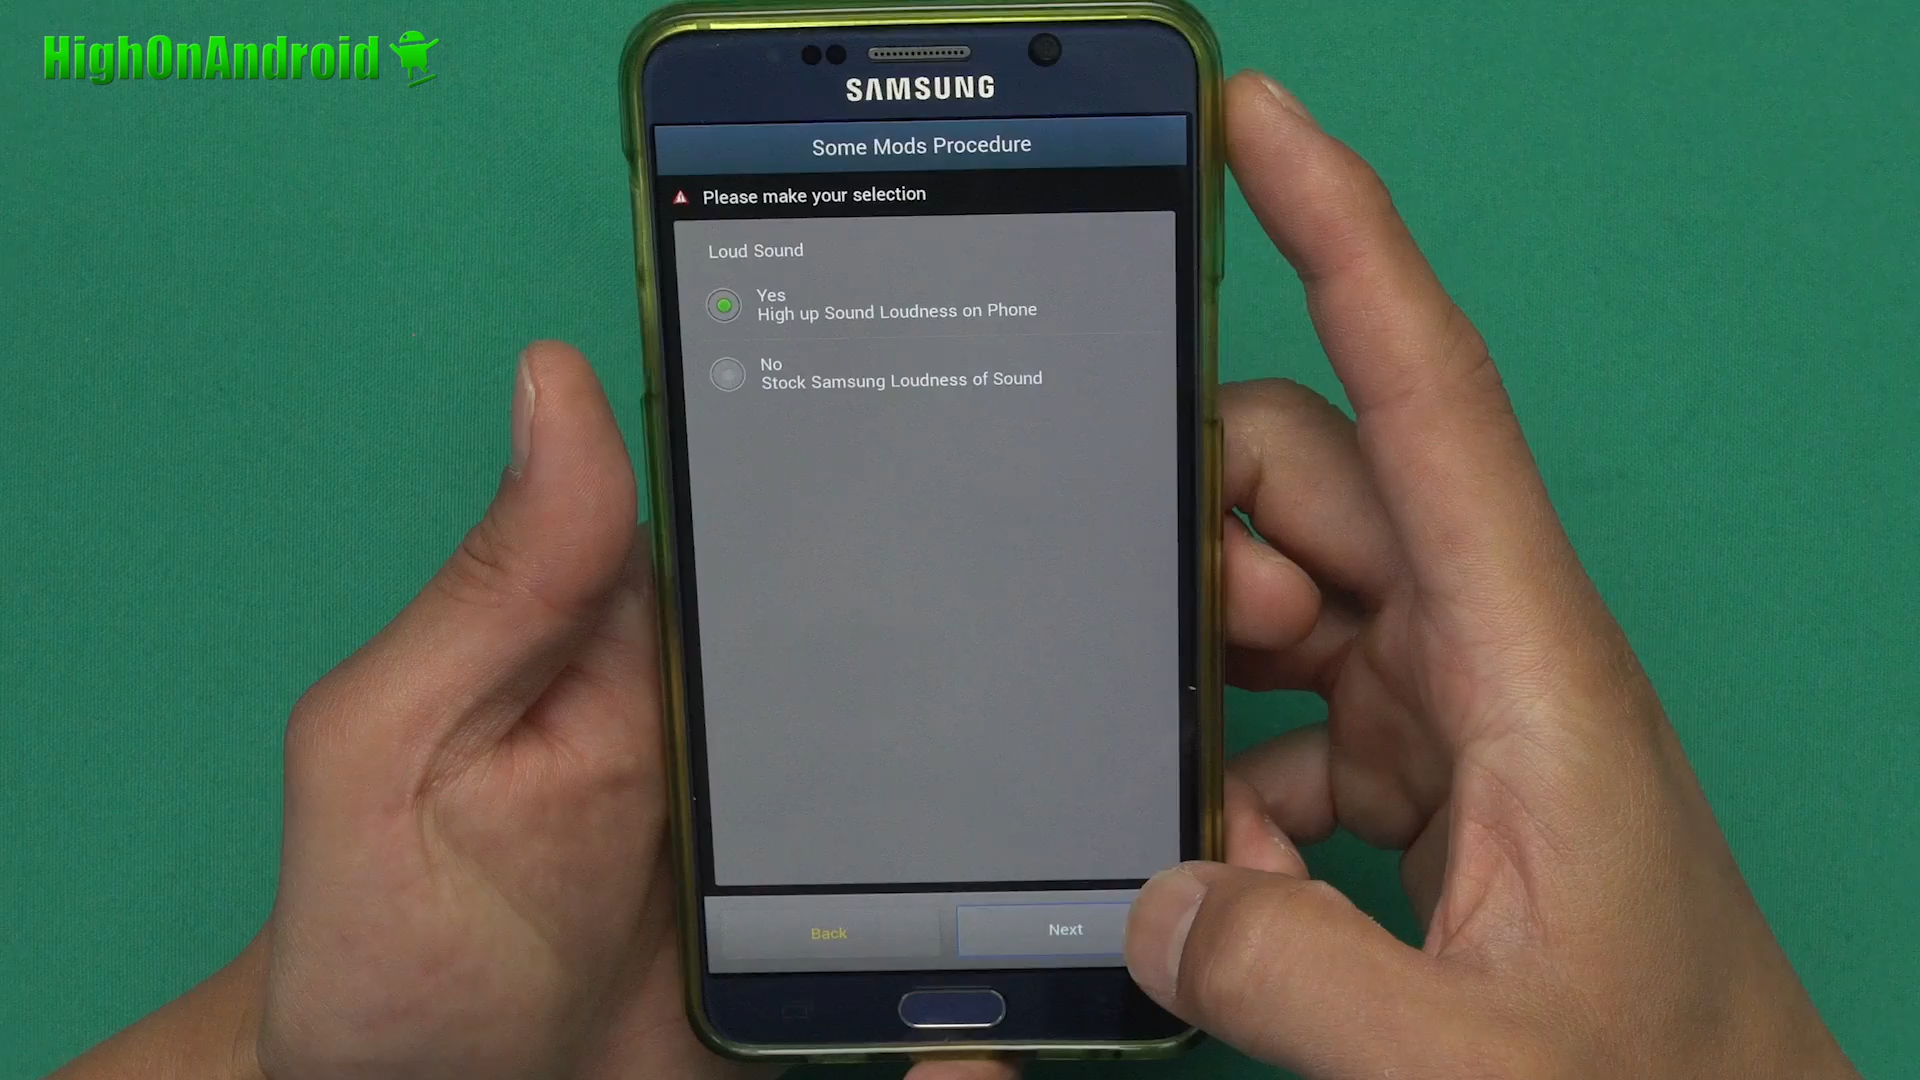 HighOnAndroid
SAMSUNG
Some Mods Procedure
Please make your selection
Loud Sound
Yes
High up Sound Loudness on Phone
No
Stock Samsung Loudness of Sound
Back
Next